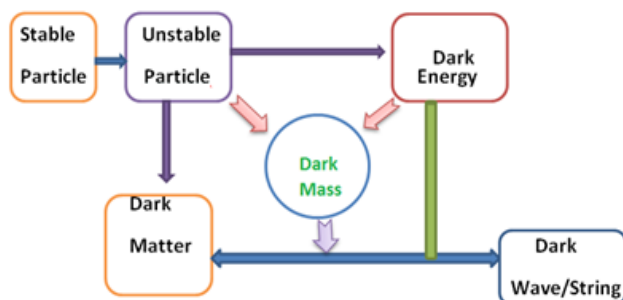 Stable
Particle
Unstable
Particle
Dark
Energy
Dark
Mass
Dark
Matter
Dark
Wave/String